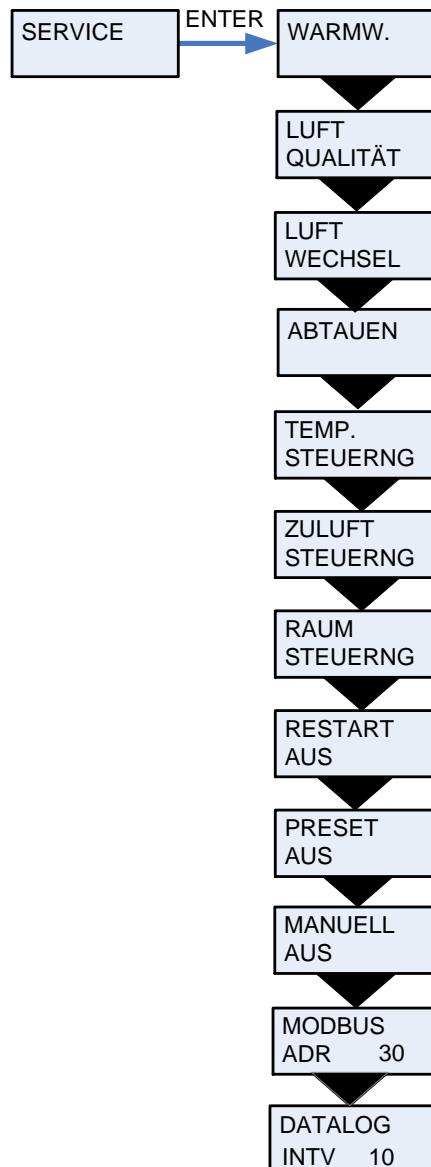 SERVICE
ENTER
WARMW.
LUFT
QUALITÄT
LUFT
WECHSEL
ABTAUEN
TEMP.
STEUERNG
ZULUFT
STEUERNG
RAUM
STEUERNG
RESTART
AUS
PRESET
AUS
MANUELL
AUS
MODBUS
ADR 30
DATALOG
INTV 10